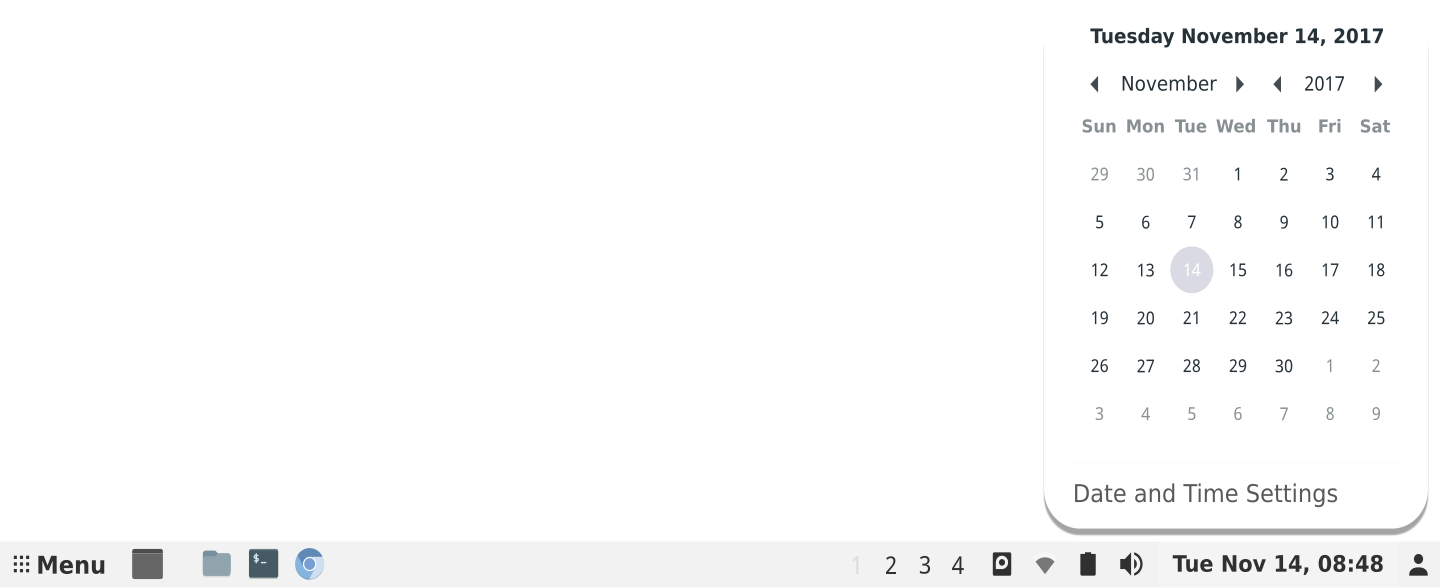 Tuesday November 14, 2017
November 2017
Sun Mon Tue Wed Thu Fri Sat
29 30 31 1 2 3 4
5 6 7 8 9 10 11
12 13 14 15 16 17 18
19 20 21 22 23 24 25
26 27 28 29 30 1 2
3 4 5 6 7 8 9
Date and Time Settings
Menu $_ 1 2 3 4 Tue Nov 14, 08:48